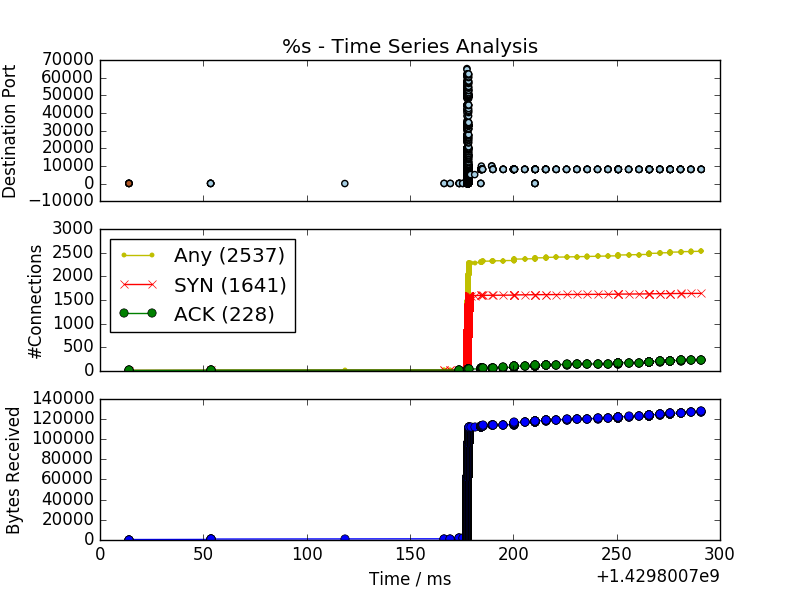 %s - Time Series Analysis
Destination Port
70000
60000
50000
40000
30000
20000
10000
0
−10000
#Connections
3000
2500
2000
1500
1000
500
0
Any (2537)
SYN (1641)
ACK (228)
Bytes Received
140000
120000
100000
80000
60000
40000
20000
0
0 50 100 150 200 250 300
Time / ms
+1.4298007e9